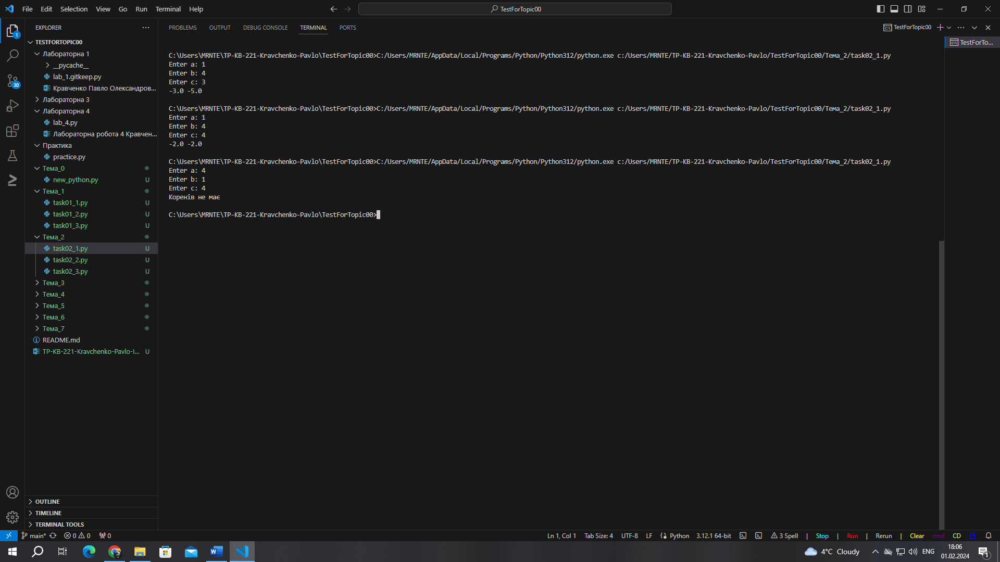 File Edit Selection View Go Run Terminal Help
TestForTopic00
EXPLORER
TESTFORTOPIC00
Лабораторна 1
__pycache__
lab_1.gitkeep.py
Кравченко Павло Олександров...
Лабораторна 3
Лабораторна 4
lab_4.py
Лабораторна робота 4 Кравчен...
Практика
practice.py
Тема_0
new_python.py U
Тема_1
task01_1.py U
task01_2.py U
task01_3.py U
Тема_2
task02_1.py U
task02_2.py U
task02_3.py U
Тема_3
Тема_4
Тема_5
Тема_6
Тема_7
README.md
TP-KB-221-Kravchenko-Pavlo-I... U
OUTLINE
TIMELINE
TERMINAL TOOLS
1
30
PROBLEMS OUTPUT DEBUG CONSOLE TERMINAL PORTS
TestForTopic00
TestForTo...
C:\Users\MRNTE\TP-KB-221-Kravchenko-Pavlo\TestForTopic00>C:/Users/MRNTE/AppData/Local/Programs/Python/Python312/python.exe c:/Users/MRNTE/TP-KB-221-Kravchenko-Pavlo/TestForTopic00/Тема_2/task02_1.py
Enter a: 1
Enter b: 4
Enter c: 3
-3.0 -5.0
C:\Users\MRNTE\TP-KB-221-Kravchenko-Pavlo\TestForTopic00>C:/Users/MRNTE/AppData/Local/Programs/Python/Python312/python.exe c:/Users/MRNTE/TP-KB-221-Kravchenko-Pavlo/TestForTopic00/Тема_2/task02_1.py
Enter a: 1
Enter b: 4
Enter c: 4
-2.0 -2.0
C:\Users\MRNTE\TP-KB-221-Kravchenko-Pavlo\TestForTopic00>C:/Users/MRNTE/AppData/Local/Programs/Python/Python312/python.exe c:/Users/MRNTE/TP-KB-221-Kravchenko-Pavlo/TestForTopic00/Тема_2/task02_1.py
Enter a: 4
Enter b: 1
Enter c: 4
Коренів не має
C:\Users\MRNTE\TP-KB-221-Kravchenko-Pavlo\TestForTopic00>
main* 0 0 0
Ln 1, Col 1 Tab Size: 4 UTF-8 LF Python 3.12.1 64-bit 3 Spell | Stop | Run | Rerun | Clear cmd CD
4°C Cloudy ENG
18:06
01.02.2024
1